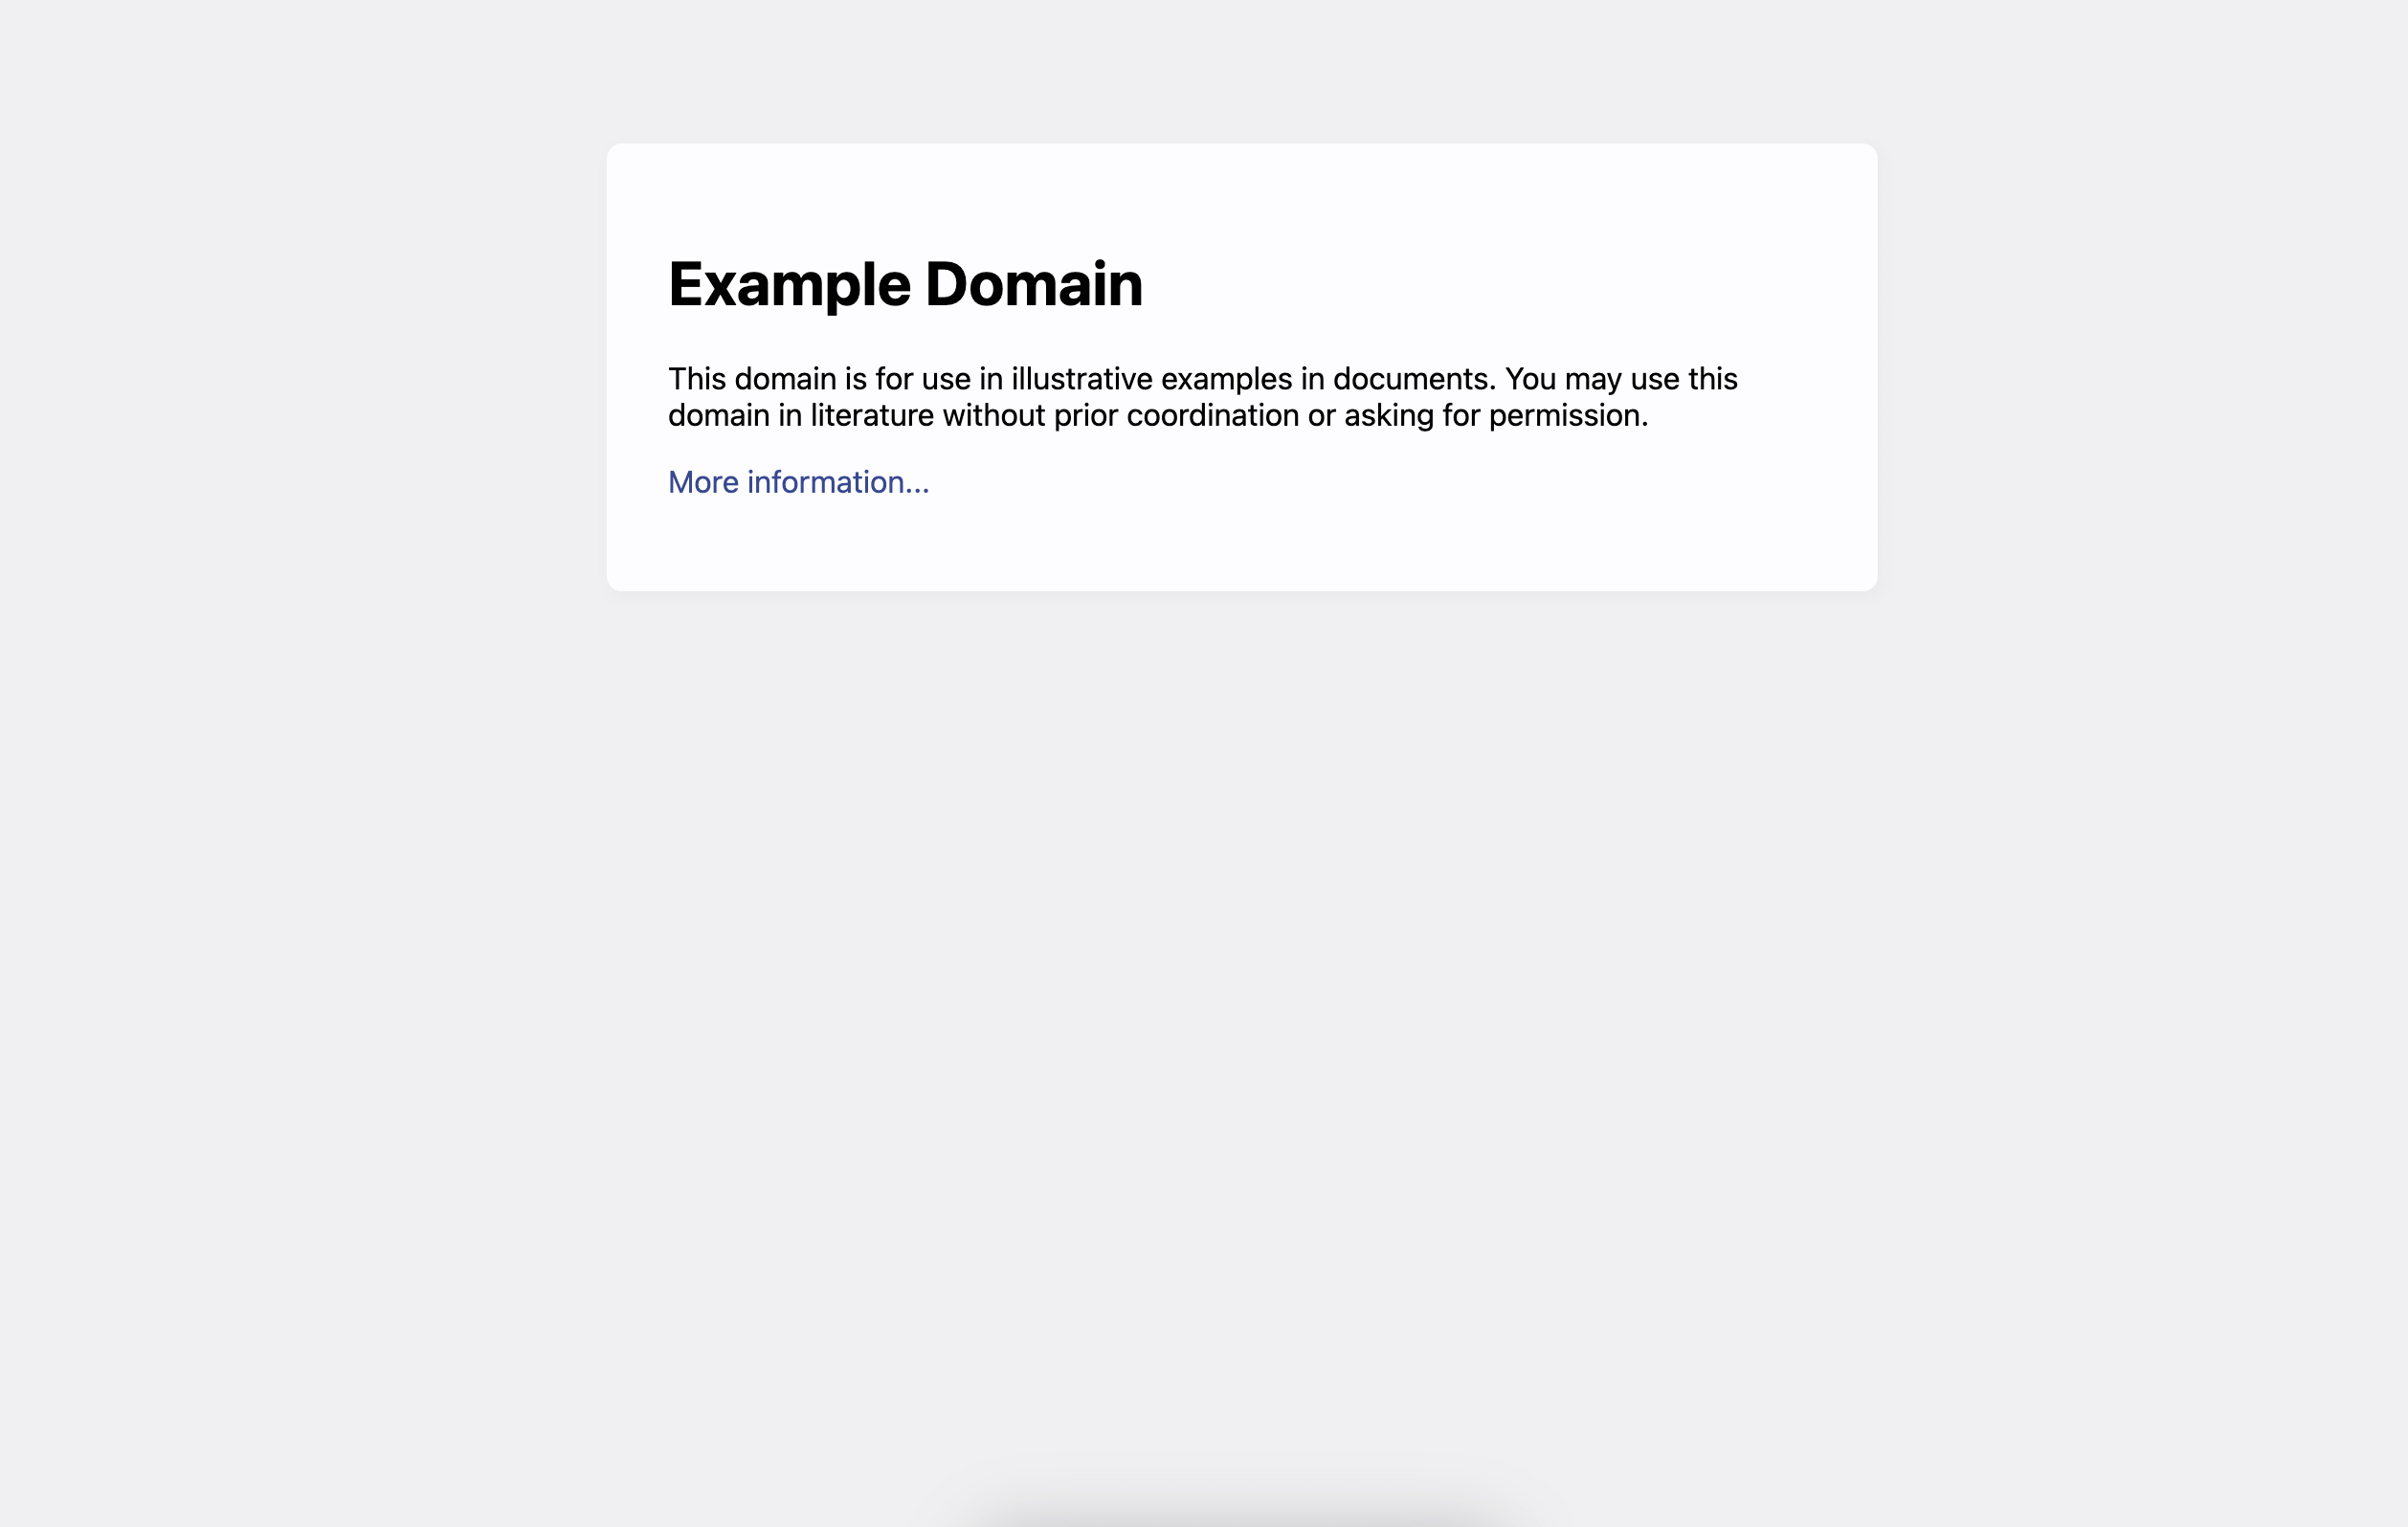 Example Domain
This domain is for use in illustrative examples in documents. You may use this
domain in literature without prior coordination or asking for permission.
More information...